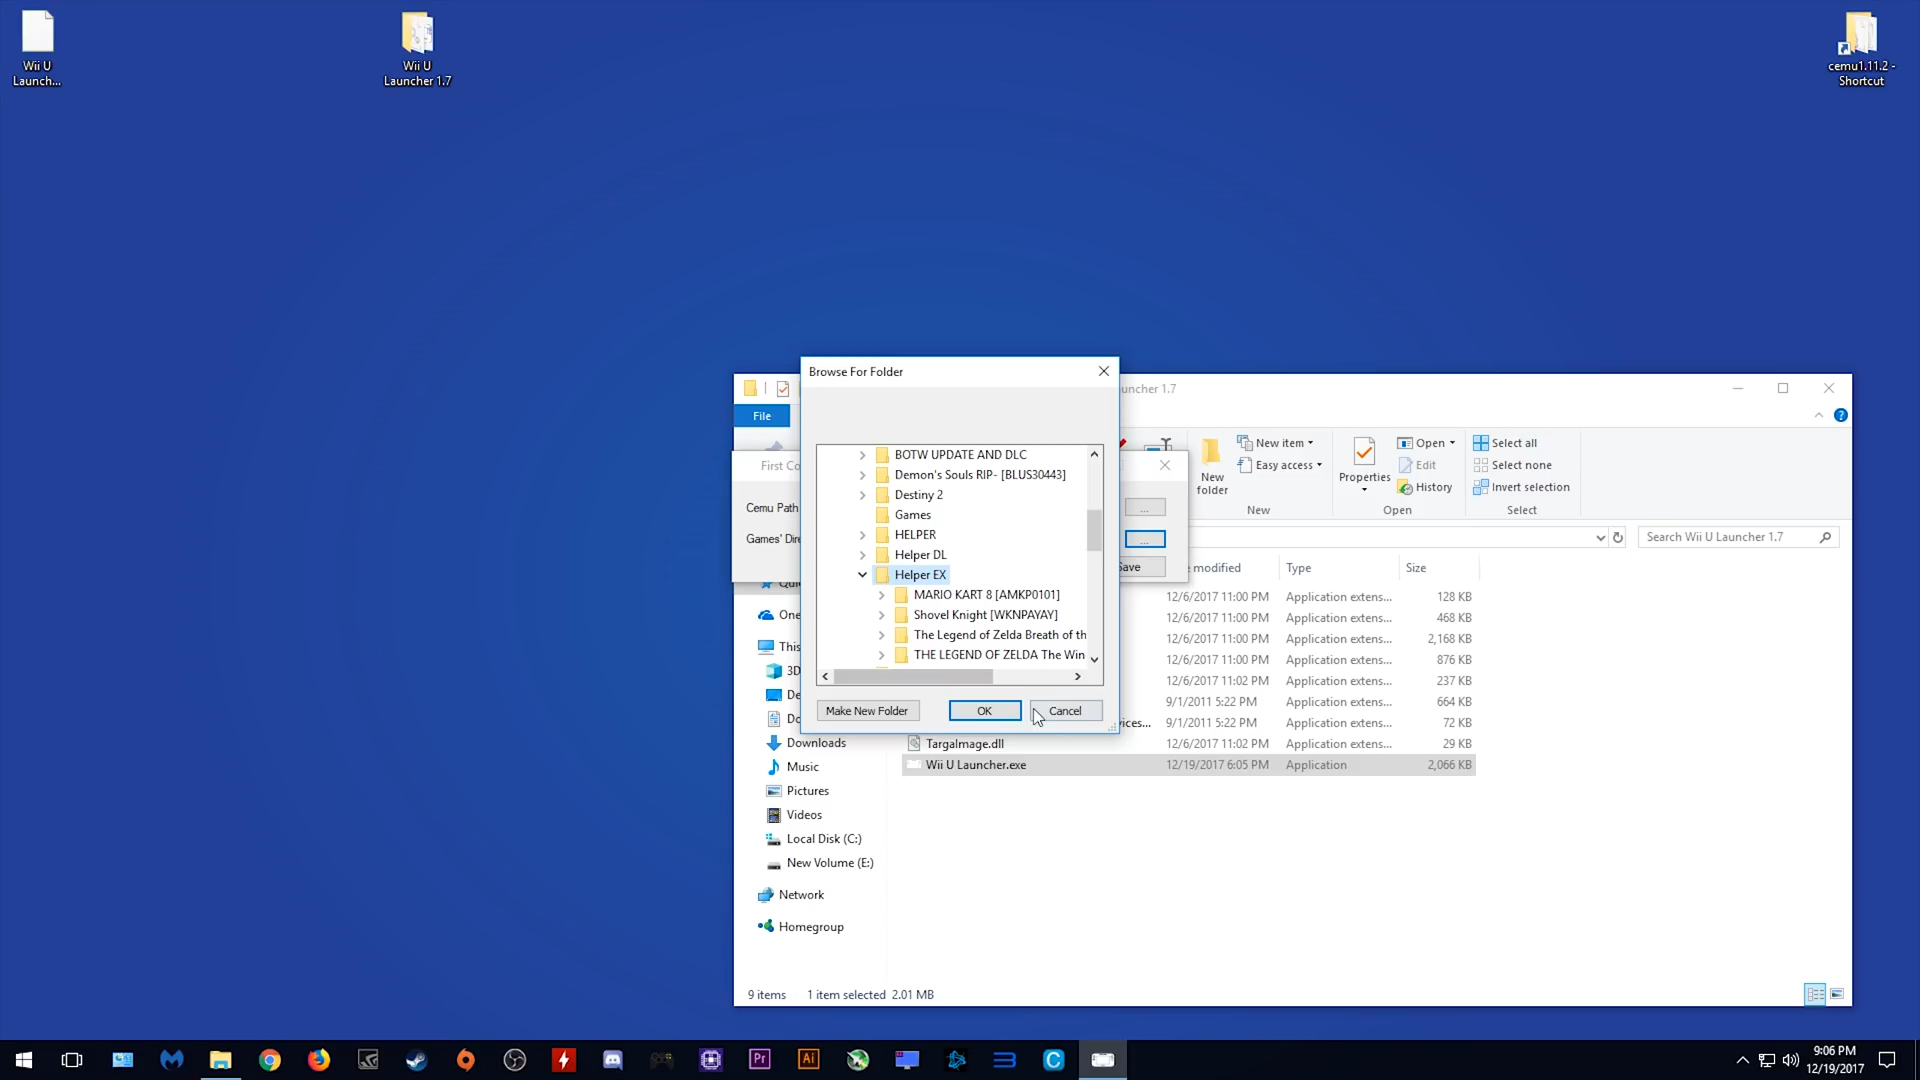 Wii U
Launch...
Wii U
Launcher 1.7
cemu1.11.2 -
Shortcut
Browse For Folder
uncher 1.7
File
New item
Easy access
New
folder
New
Properties
Open
Edit
History
Open
Select all
Select none
Invert selection
Select
First Co
Cemu Path
...
Games' Dire
...
Save
BOTW UPDATE AND DLC
Demon's Souls RIP- [BLUS30443]
Destiny 2
Games
HELPER
Helper DL
Helper EX
MARIO KART 8 [AMKP0101]
Shovel Knight [WKNPAYAY]
The Legend of Zelda Breath of th
THE LEGEND OF ZELDA The Win
Make New Folder
OK
Cancel
Search Wii U Launcher 1.7
modified
Type
Size
12/6/2017 11:00 PM Application extens... 128 KB
12/6/2017 11:00 PM Application extens... 468 KB
12/6/2017 11:00 PM Application extens... 2,168 KB
12/6/2017 11:00 PM Application extens... 876 KB
12/6/2017 11:02 PM Application extens... 237 KB
9/1/2011 5:22 PM Application extens... 664 KB
vices... 9/1/2011 5:22 PM Application extens... 72 KB
TargaImage.dll 12/6/2017 11:02 PM Application extens... 29 KB
Wii U Launcher.exe 12/19/2017 6:05 PM Application 2,066 KB
Quic
One
This
3D
De
Do
Downloads
Music
Pictures
Videos
Local Disk (C:)
New Volume (E:)
Network
Homegroup
9 items 1 item selected 2.01 MB
Pr
Ai
9:06 PM
12/19/2017